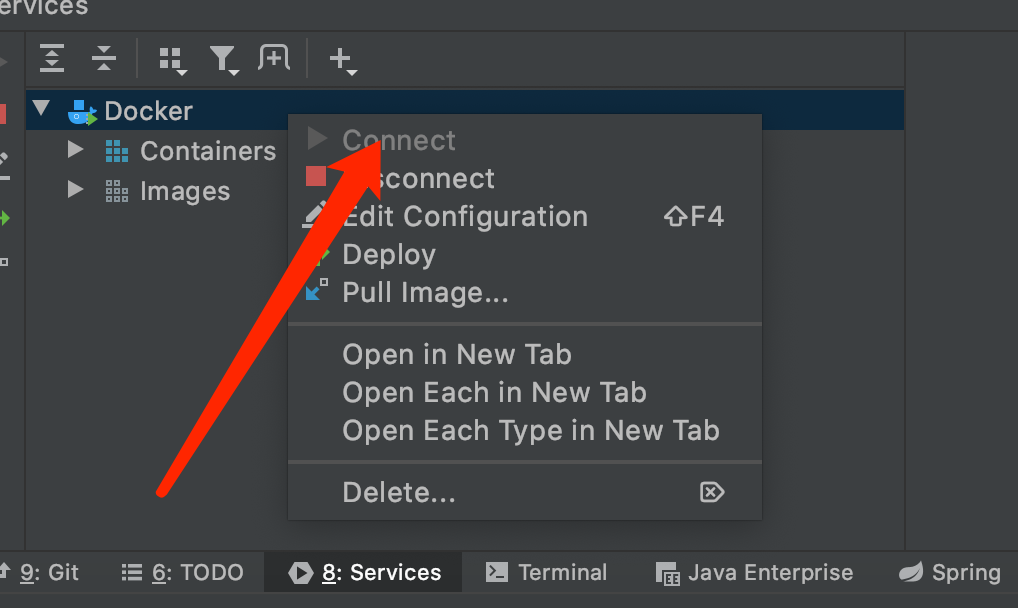 ervices
Docker
Containers
Images
Connect
sconnect
Edit Configuration ⇧F4
Deploy
Pull Image...
Open in New Tab
Open Each in New Tab
Open Each Type in New Tab
Delete...
9: Git 6: TODO 8: Services Terminal Java Enterprise Spring